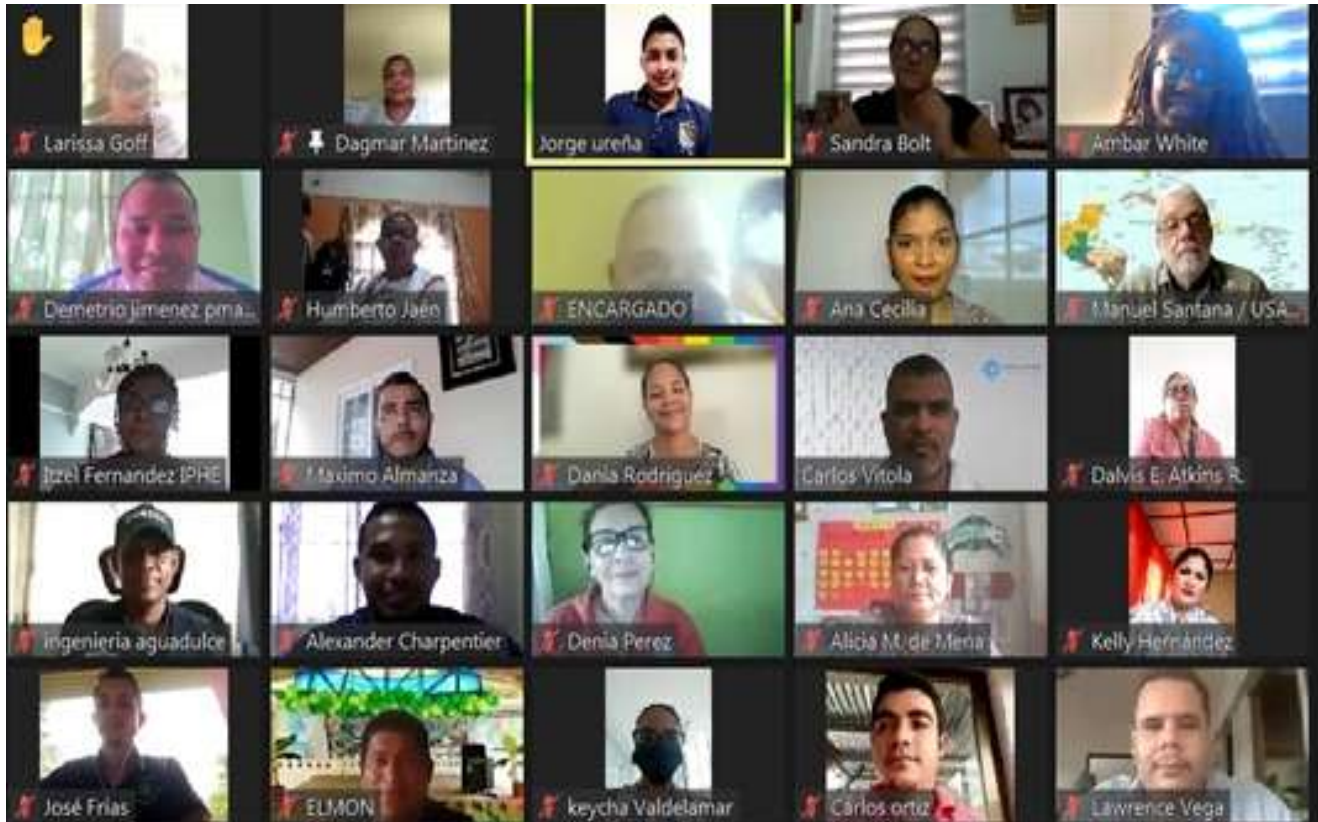 Larissa Goff
Dagmar Martinez
Jorge ureña
Sandra Bolt
Ambar White
Demetrio Jimenez pma...
Humberto Jaén
ENCARGADO
Ana Cecilia
Manuel Santana / USA...
Itzel Fernandez IPHE
Maximo Almanza
Dania Rodriguez
Carlos Vitola
Dalvis E. Atkins R.
ingenieria aguadulce
Alexander Charpentier
Denia Perez
Alicia M. de Mena
Kelly Hernández
José Frías
ELMON
keycha Valdelamar
Carlos ortiz
Lawrence Vega